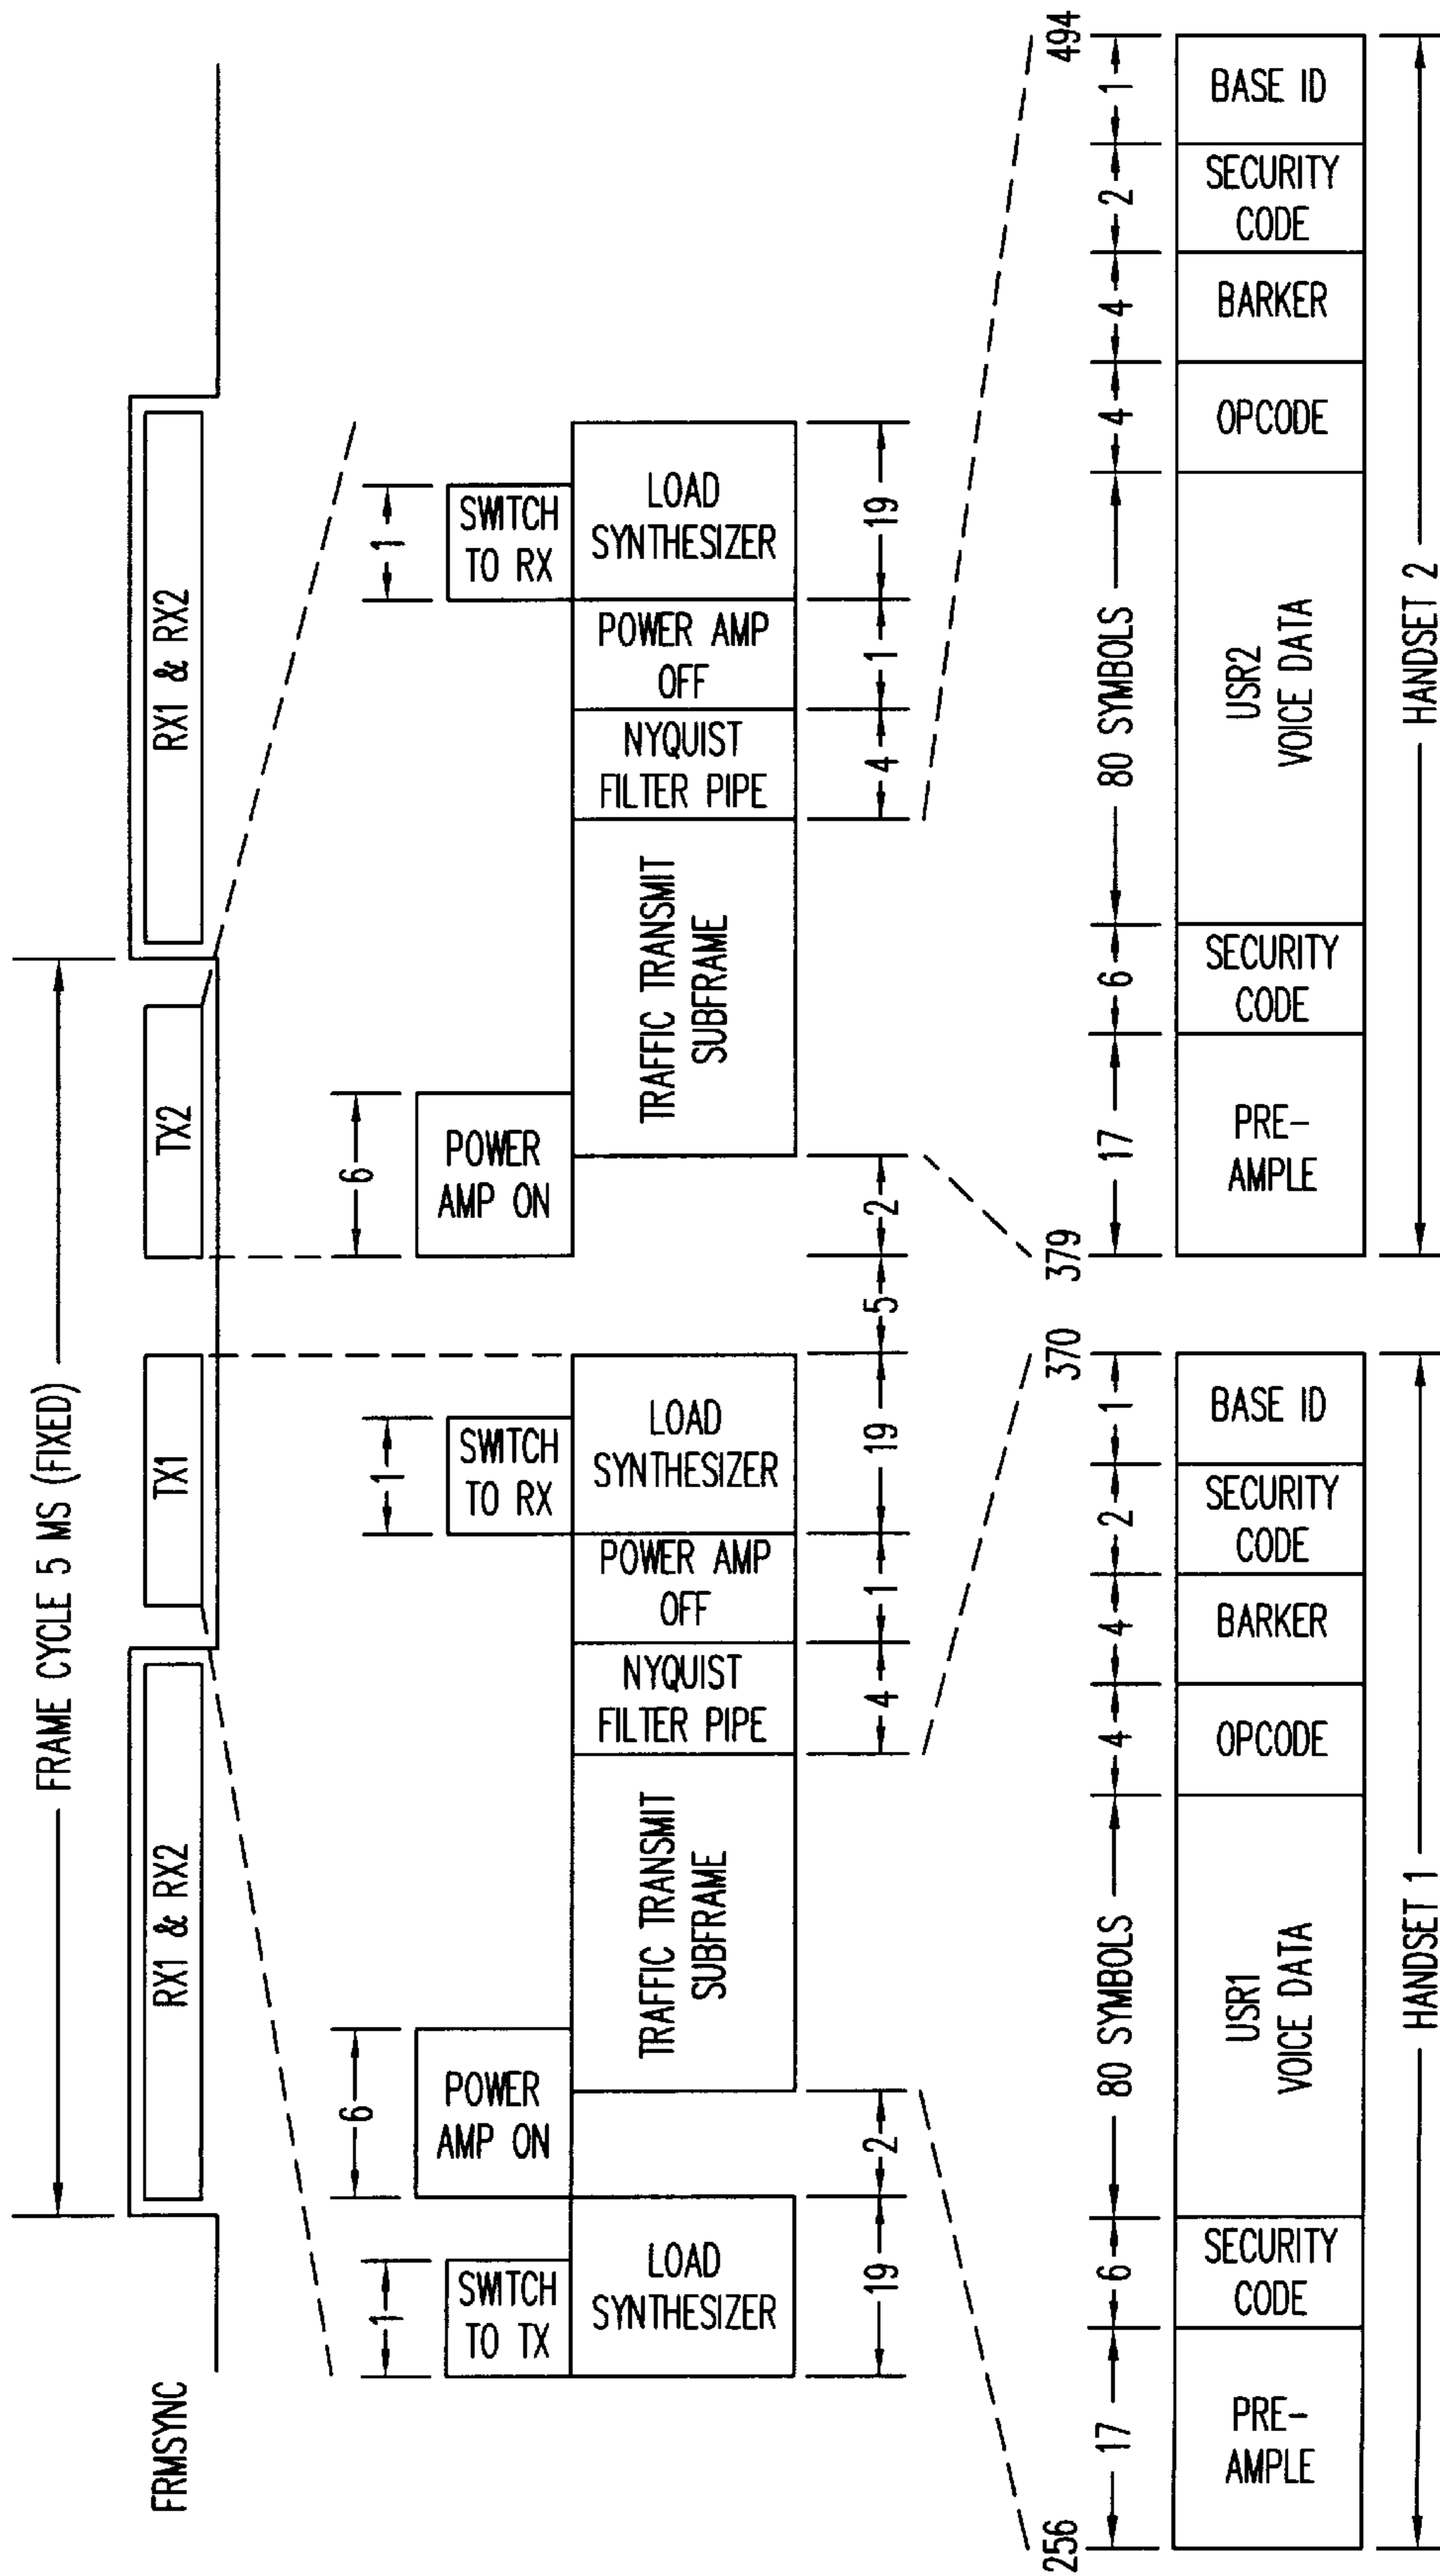 FRAME CYCLE 5 MS (FIXED)
FRMSYNC
RX1 & RX2
TX1
TX2
RX1 & RX2
1
6
1
6
1
SWITCH
TO TX
POWER
AMP ON
SWITCH
TO RX
POWER
AMP ON
SWITCH
TO RX
LOAD
SYNTHESIZER
TRAFFIC TRANSMIT
SUBFRAME
NYQUIST
FILTER PIPE
POWER AMP
OFF
LOAD
SYNTHESIZER
TRAFFIC TRANSMIT
SUBFRAME
NYQUIST
FILTER PIPE
POWER AMP
OFF
LOAD
SYNTHESIZER
19
2
4
1
19
5
2
4
1
19
256
370
379
494
17
6
80 SYMBOLS
4
4
2
1
17
6
80 SYMBOLS
4
4
2
1
PRE-
AMPLE
SECURITY
CODE
USR1
VOICE DATA
OPCODE
BARKER
SECURITY
CODE
BASE ID
PRE-
AMPLE
SECURITY
CODE
USR2
VOICE DATA
OPCODE
BARKER
SECURITY
CODE
BASE ID
HANDSET 1
HANDSET 2